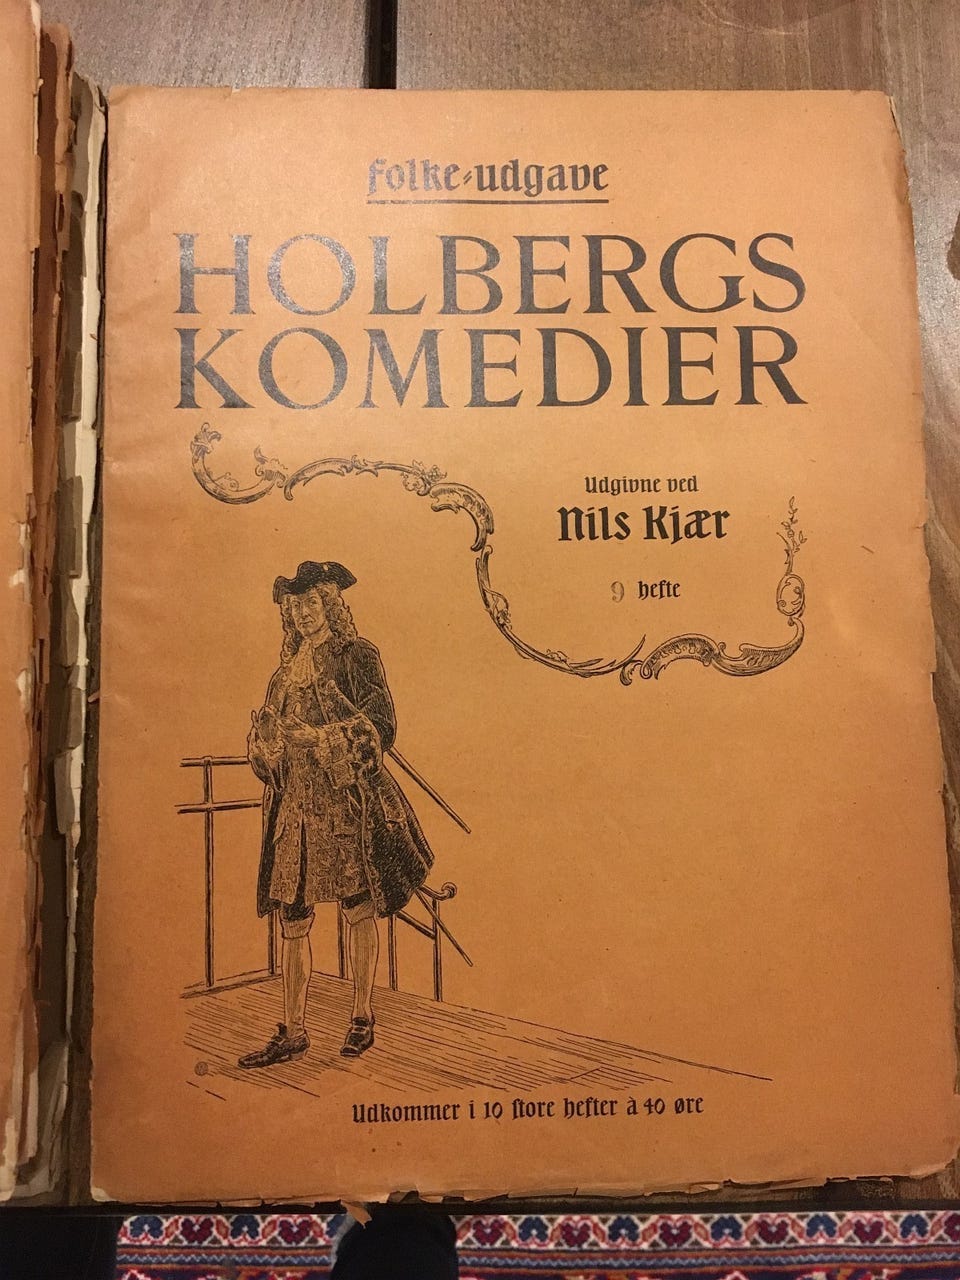 Folke-udgave
HOLBERGS
KOMEDIER
Udgivne ved
Nils Kjær
9 hefte
Udkommer i 10 store hefter à 40 øre